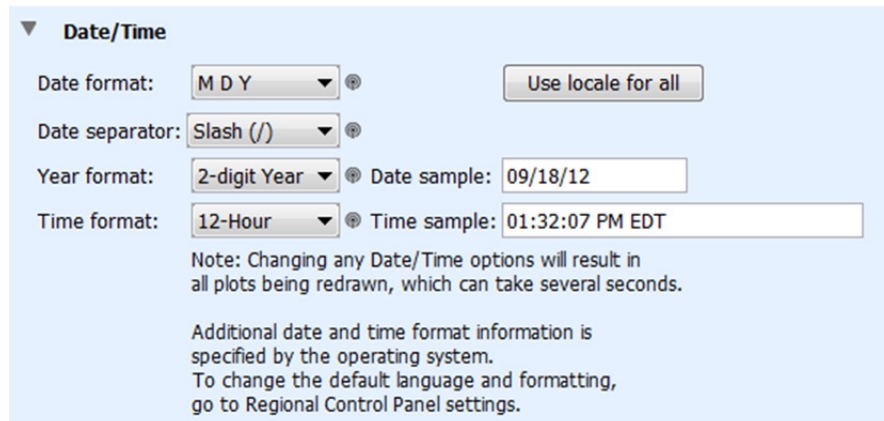 Date/Time
Date format: M D Y Use locale for all
Date separator: Slash (/)
Year format: 2-digit Year Date sample: 09/18/12
Time format: 12-Hour Time sample: 01:32:07 PM EDT
Note: Changing any Date/Time options will result in
all plots being redrawn, which can take several seconds.
Additional date and time format information is
specified by the operating system.
To change the default language and formatting,
go to Regional Control Panel settings.